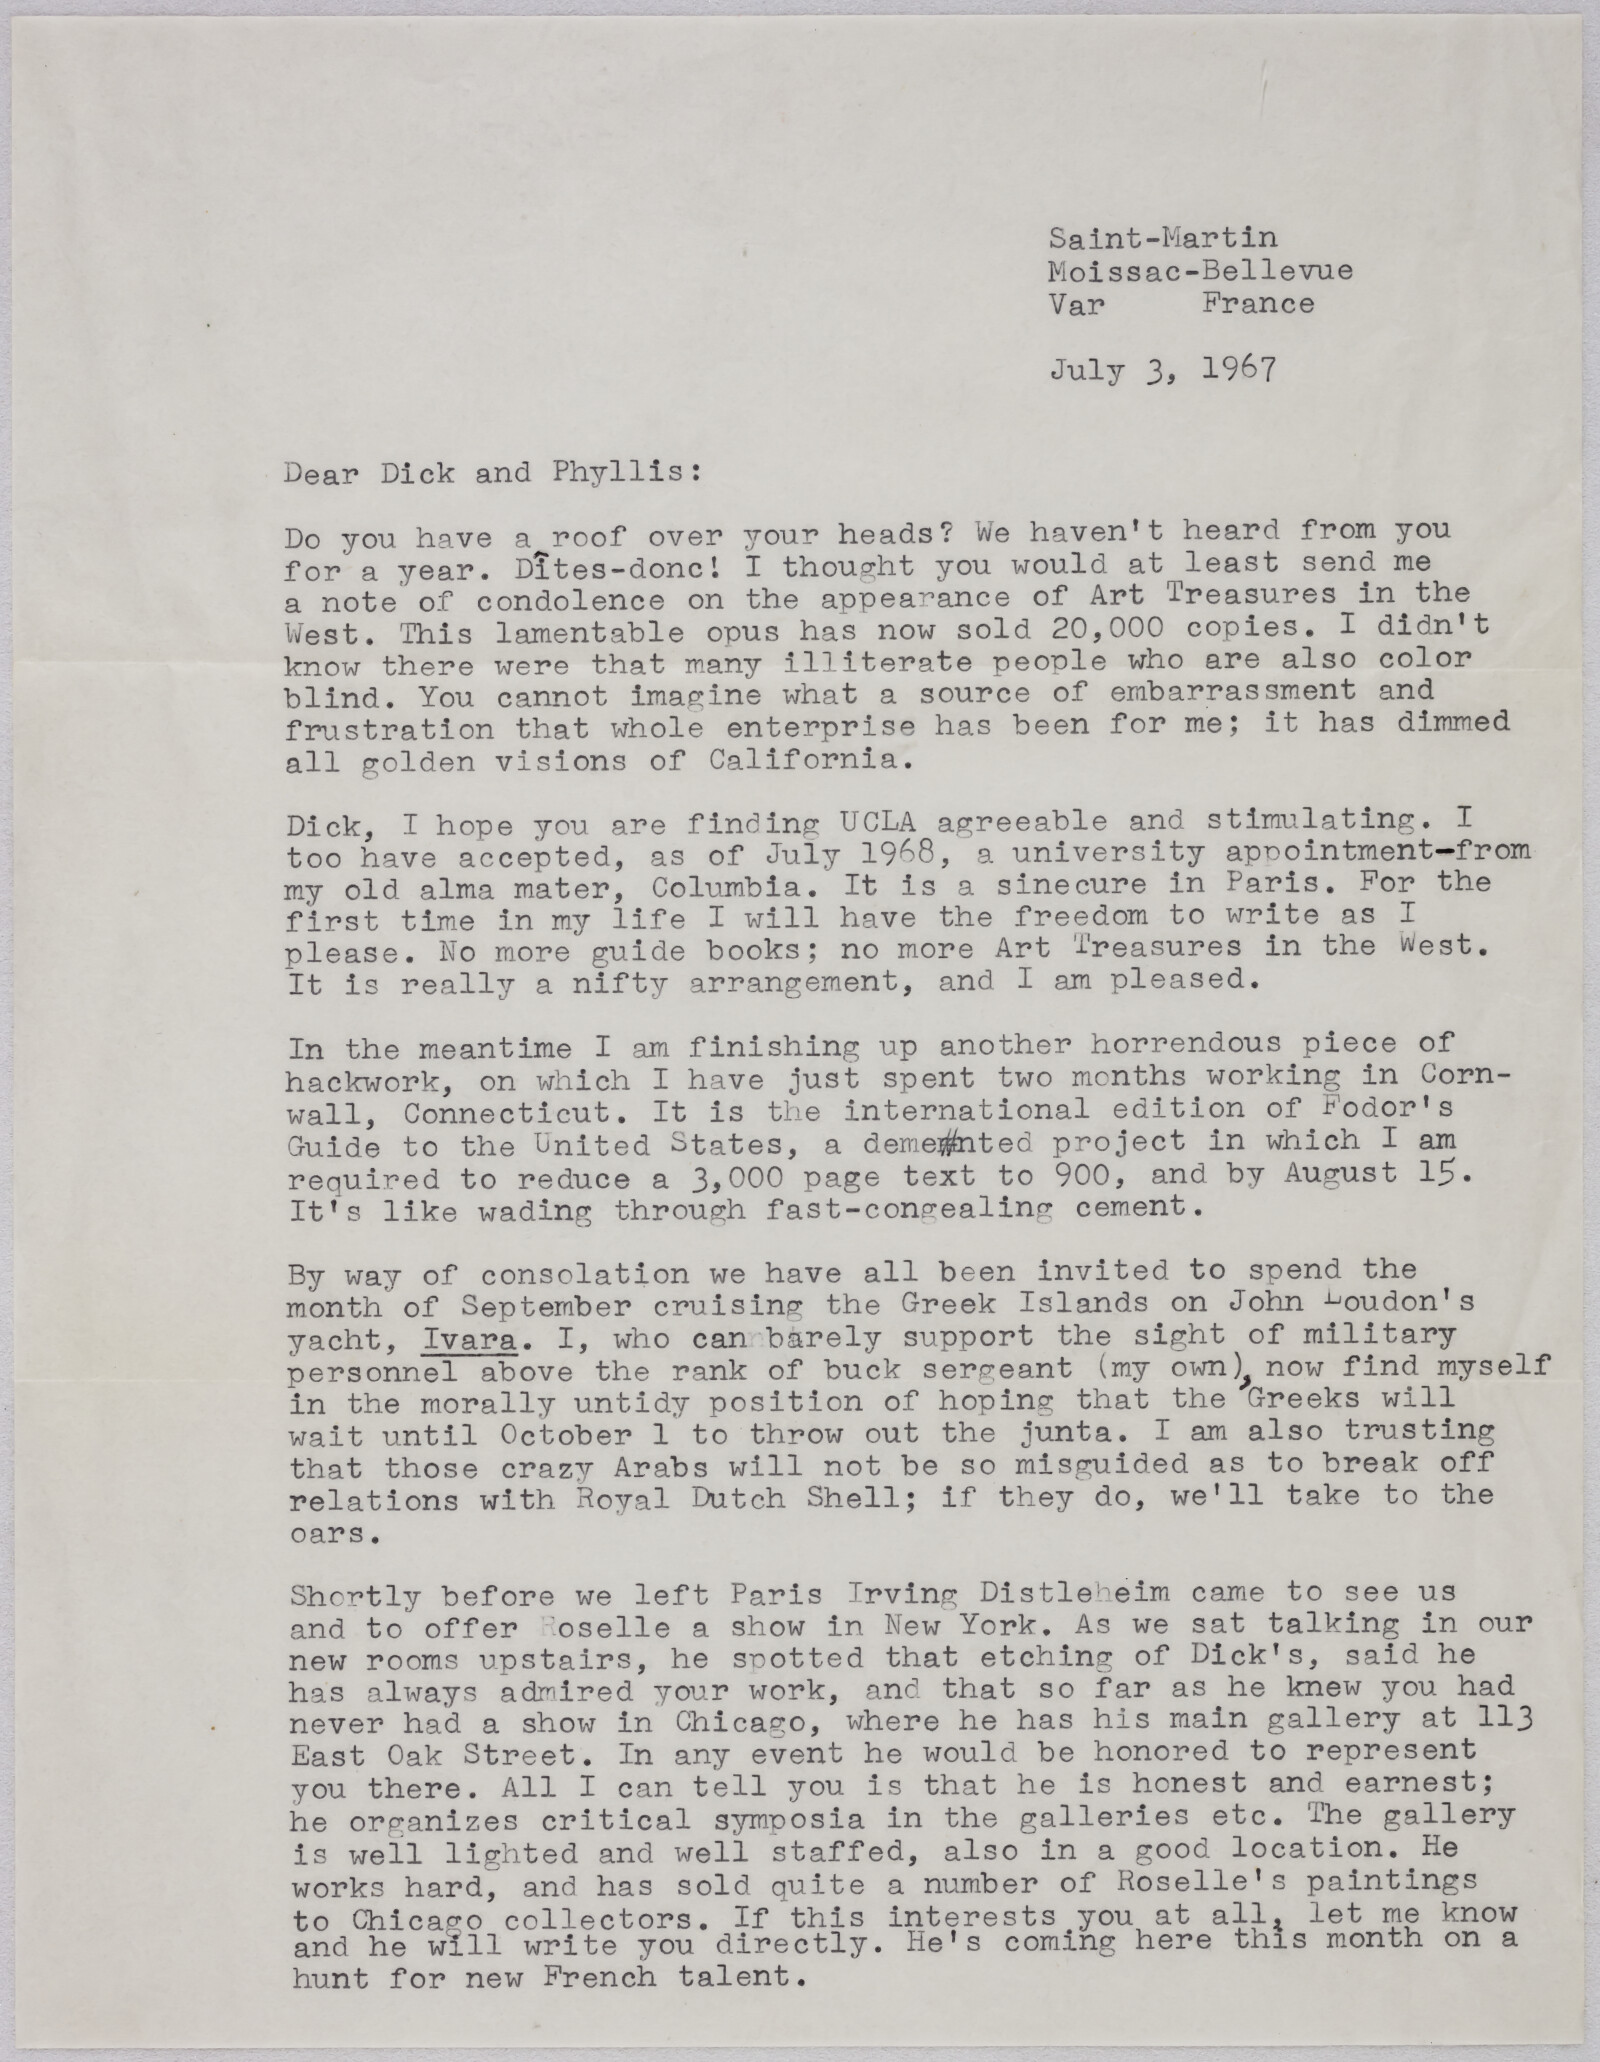 Saint-Martin
Moissac-Bellevue
Var France
July 3, 1967
Dear Dick and Phyllis:
Do you have a roof over your heads? We haven't heard from you
for a year. Dîtes-donc! I thought you would at least send me
a note of condolence on the appearance of Art Treasures in the
West. This lamentable opus has now sold 20,000 copies. I didn't
know there were that many illiterate people who are also color
blind. You cannot imagine what a source of embarrassment and
frustration that whole enterprise has been for me; it has dimmed
all golden visions of California.
Dick, I hope you are finding UCLA agreeable and stimulating. I
too have accepted, as of July 1968, a university appointment—from
my old alma mater, Columbia. It is a sinecure in Paris. For the
first time in my life I will have the freedom to write as I
please. No more guide books; no more Art Treasures in the West.
It is really a nifty arrangement, and I am pleased.
In the meantime I am finishing up another horrendous piece of
hackwork, on which I have just spent two months working in Corn-
wall, Connecticut. It is the international edition of Fodor's
Guide to the United States, a demented project in which I am
required to reduce a 3,000 page text to 900, and by August 15.
It's like wading through fast-congealing cement.
By way of consolation we have all been invited to spend the
month of September cruising the Greek Islands on John Loudon's
yacht, Ivara. I, who can barely support the sight of military
personnel above the rank of buck sergeant (my own), now find myself
in the morally untidy position of hoping that the Greeks will
wait until October 1 to throw out the junta. I am also trusting
that those crazy Arabs will not be so misguided as to break off
relations with Royal Dutch Shell; if they do, we'll take to the
oars.
Shortly before we left Paris Irving Distleheim came to see us
and to offer Roselle a show in New York. As we sat talking in our
new rooms upstairs, he spotted that etching of Dick's, said he
has always admired your work, and that so far as he knew you had
never had a show in Chicago, where he has his main gallery at 113
East Oak Street. In any event he would be honored to represent
you there. All I can tell you is that he is honest and earnest;
he organizes critical symposia in the galleries etc. The gallery
is well lighted and well staffed, also in a good location. He
works hard, and has sold quite a number of Roselle's paintings
to Chicago collectors. If this interests you at all, let me know
and he will write you directly. He's coming here this month on a
hunt for new French talent.